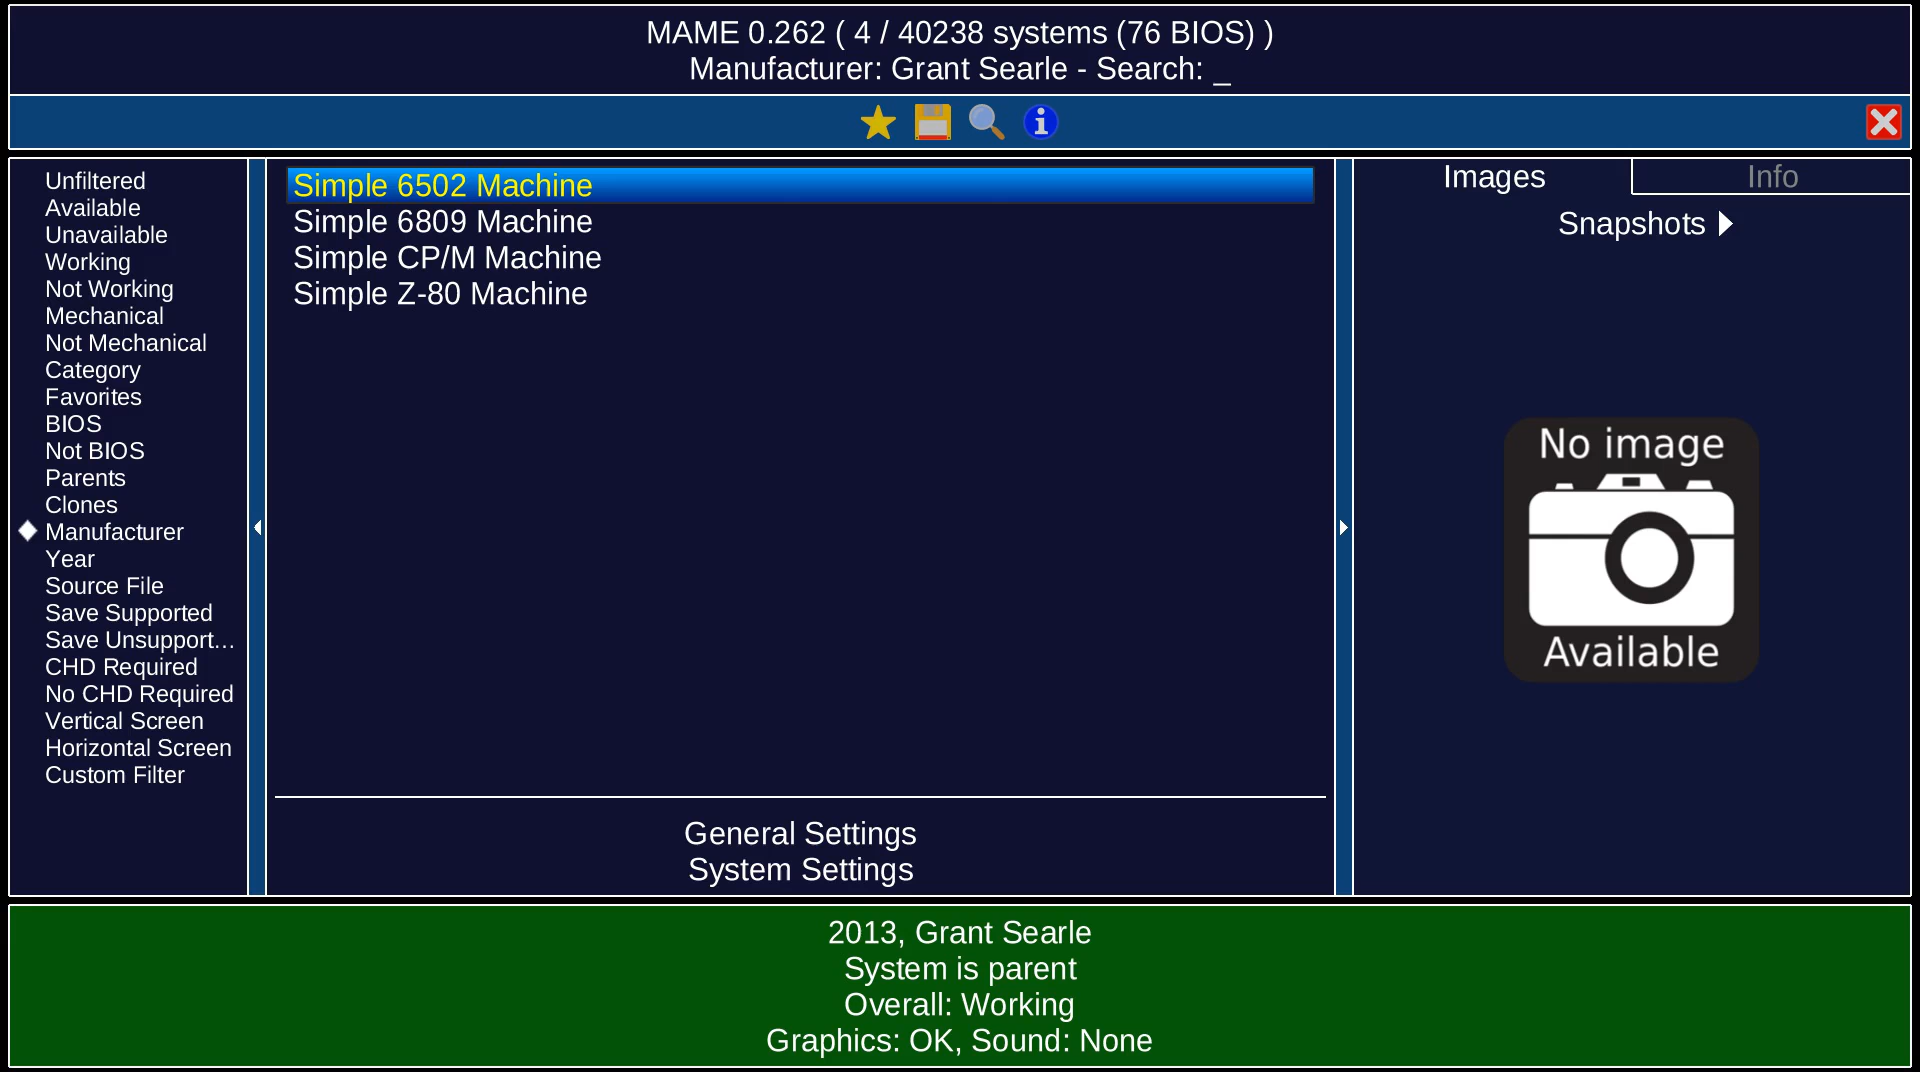 MAME 0.262 ( 4 / 40238 systems (76 BIOS) )
Manufacturer: Grant Searle - Search: _
Unfiltered
Available
Unavailable
Working
Not Working
Mechanical
Not Mechanical
Category
Favorites
BIOS
Not BIOS
Parents
Clones
Manufacturer
Year
Source File
Save Supported
Save Unsupport...
CHD Required
No CHD Required
Vertical Screen
Horizontal Screen
Custom Filter
Simple 6502 Machine
Simple 6809 Machine
Simple CP/M Machine
Simple Z-80 Machine
General Settings
System Settings
Images
Info
Snapshots
No image
Available
2013, Grant Searle
System is parent
Overall: Working
Graphics: OK, Sound: None